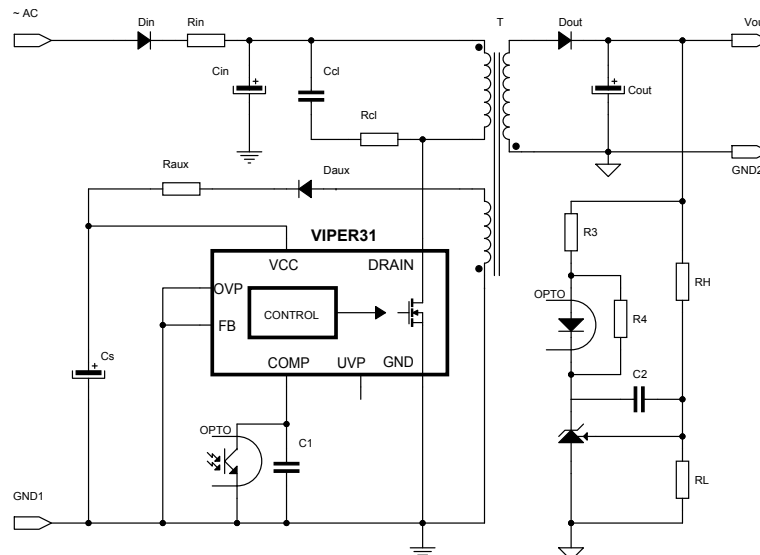 ~ AC
Din
Rin
T
Dout
Vou
Cin
+
Ccl
+
Cout
Rcl
GND2
Raux
Daux
VIPER31
R3
VCC
DRAIN
OVP
OPTO
RH
CONTROL
R4
FB
Cs
+
COMP
UVP
GND
C2
OPTO
C1
RL
GND1